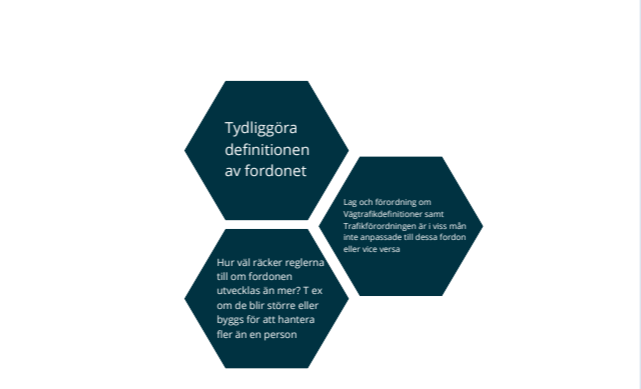 Tydliggöra
definitionen
av fordonet
Lag och förordning om
Vägtrafikdefinitioner samt
Trafikförordningen är i viss mån
inte anpassade till dessa fordon
eller vice versa
Hur väl räcker reglerna
till om fordonen
utvecklas än mer? T ex
om de blir större eller
byggs för att hantera
fler än en person